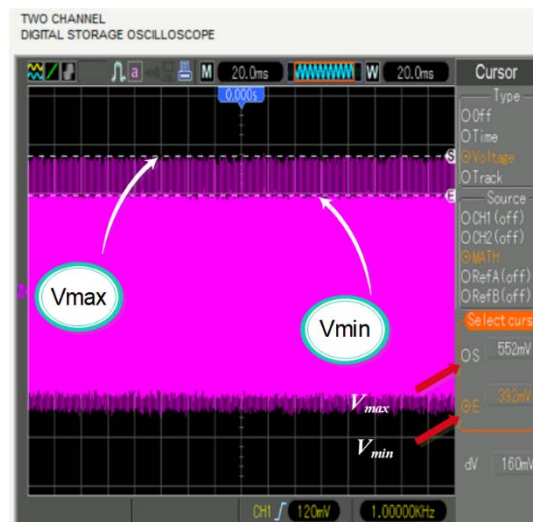 TWO CHANNEL
DIGITAL STORAGE OSCILLOSCOPE
a M 20.0ms W 20.0ms Cursor
0.000s
Type
Off
Time
Voltage
Track
S
E
Source
CH1(off)
CH2(off)
MATH
RefA(off)
RefB(off)
Select curs
Vmax
Vmin
S 552mV
Vmax
E 392mV
Vmin
dV 160mV
CH1 120mV 1.00000KHz